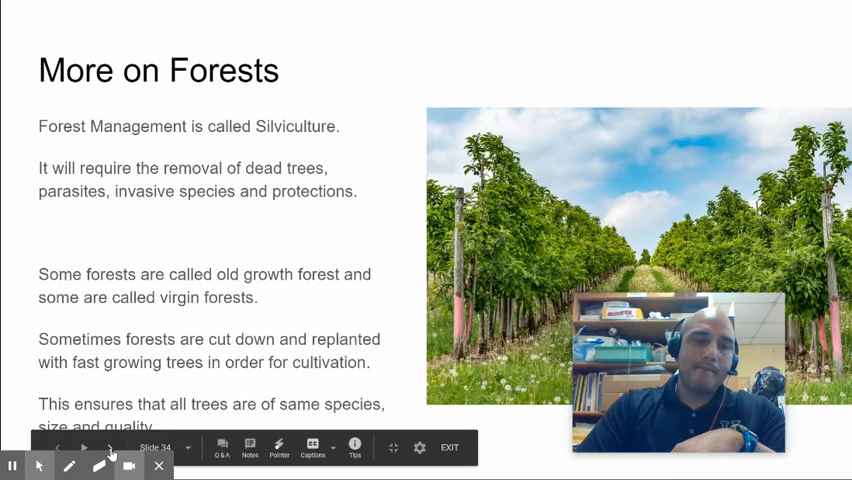 More on Forests
Forest Management is called Silviculture.
It will require the removal of dead trees,
parasites, invasive species and protections.
Some forests are called old growth forest and
some are called virgin forests.
Sometimes forests are cut down and replanted
with fast growing trees in order for cultivation.
This ensures that all trees are of same species,
size and quality.
Slide 34
Q & A
Notes
Pointer
Captions
Tips
EXIT